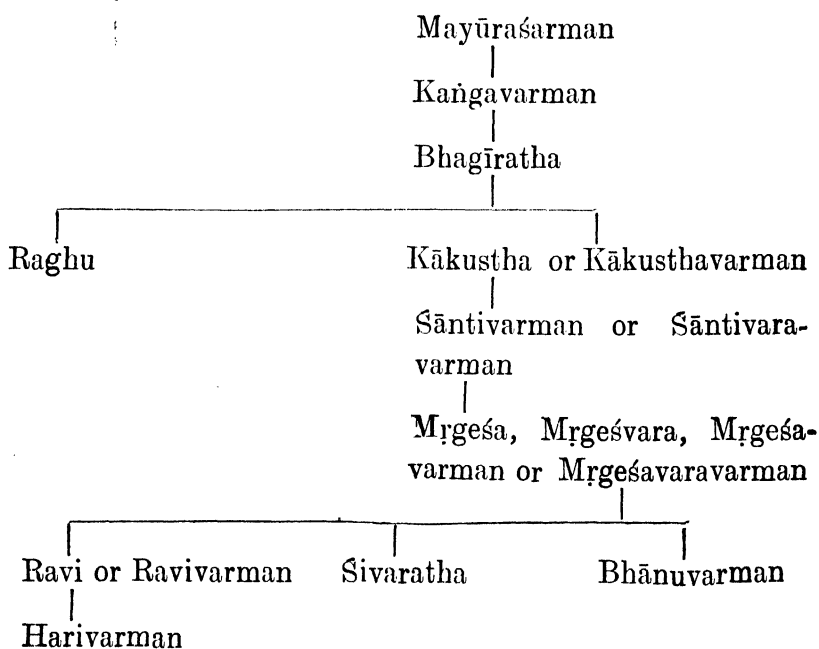 Mayūraśarman
Kaṅgavarman
Bhagīratha
Raghu Kākustha or Kākusthavarman
Śāntivarman or Śāntivara-
varman
Mṛgeśa, Mṛgeśvara, Mṛgeśa-
varman or Mṛgeśavaravarman
Ravi or Ravivarman Śivaratha Bhānuvarman
Harivarman